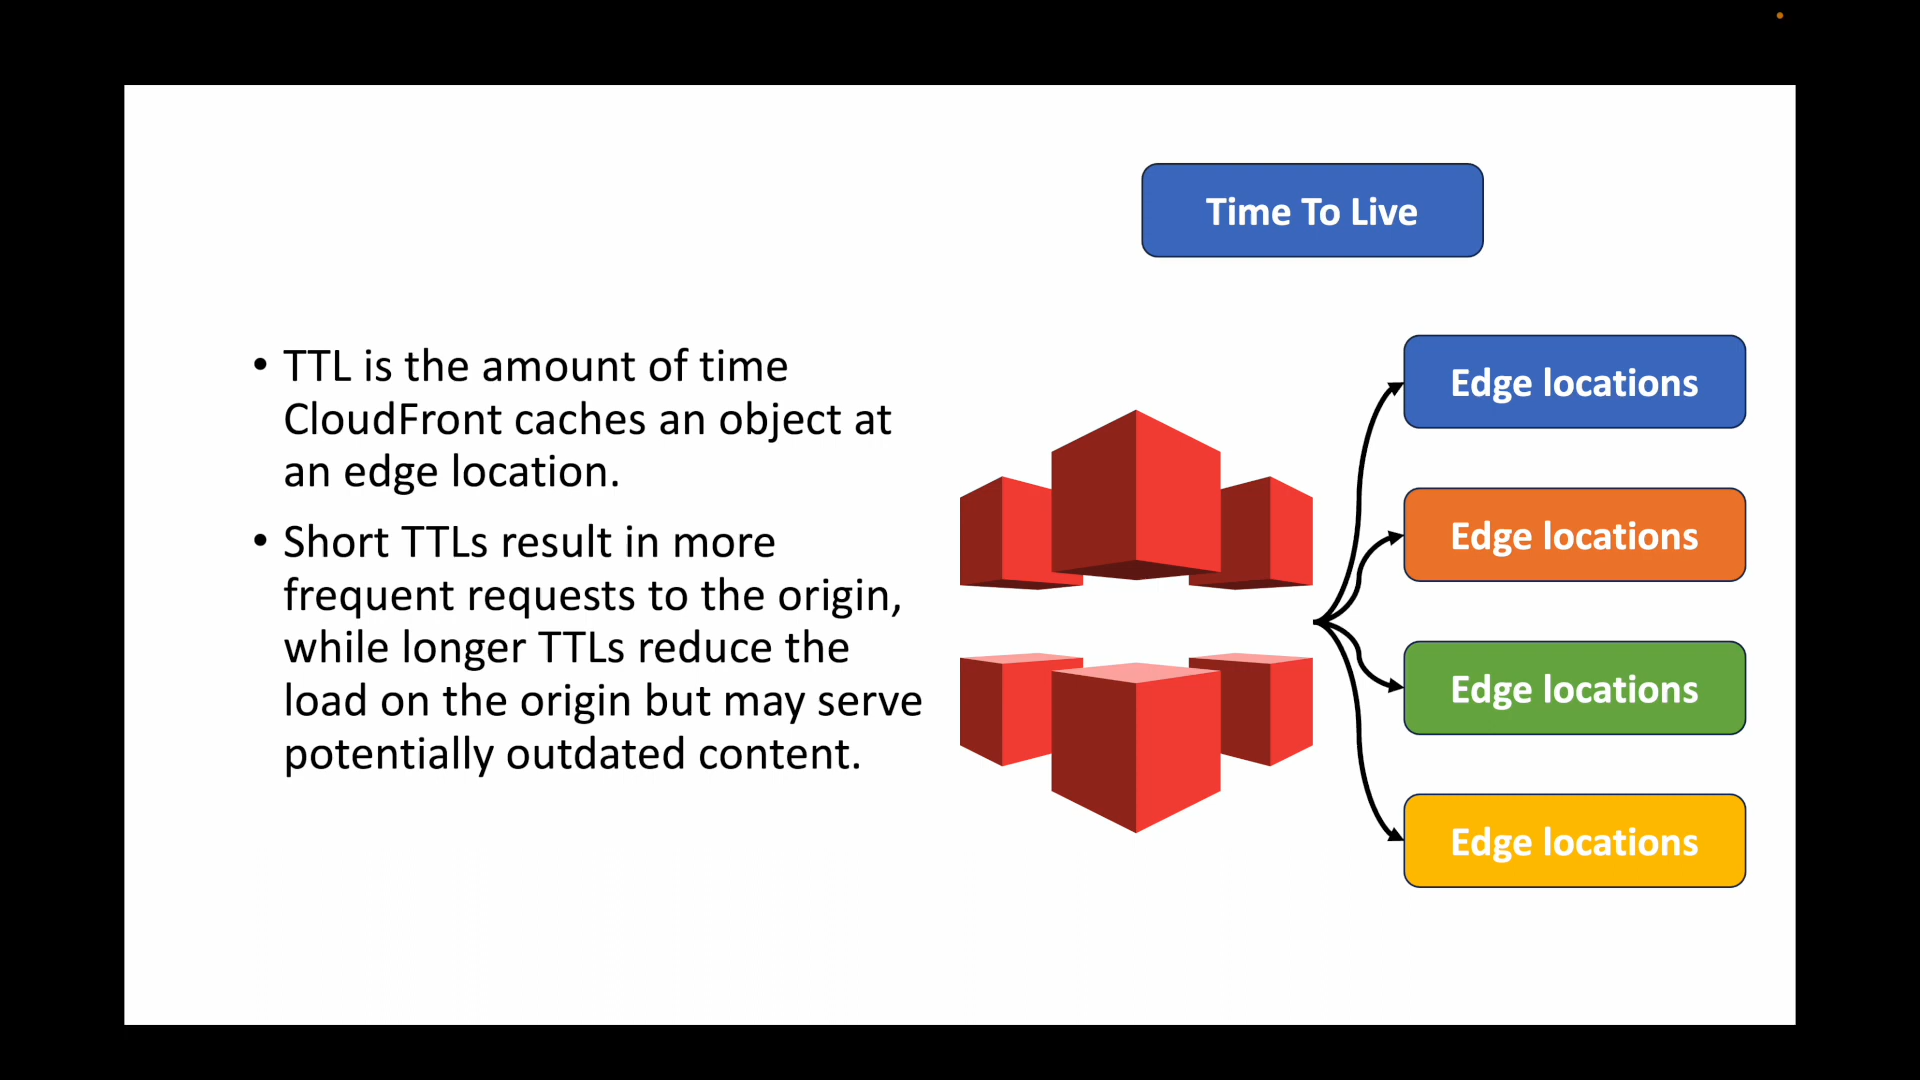 Time To Live
• TTL is the amount of time
CloudFront caches an object at
an edge location.
• Short TTLs result in more
frequent requests to the origin,
while longer TTLs reduce the
load on the origin but may serve
potentially outdated content.
Edge locations
Edge locations
Edge locations
Edge locations